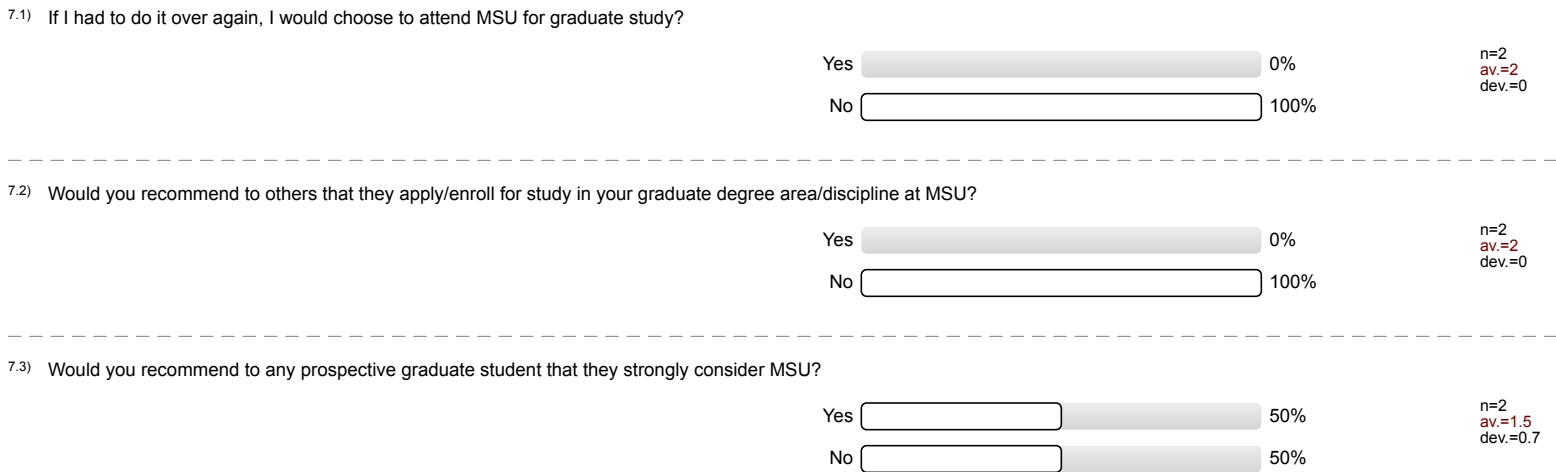 7.1) If I had to do it over again, I would choose to attend MSU for graduate study?
Yes 0%
No 100%
n=2
av.=2
dev.=0
7.2) Would you recommend to others that they apply/enroll for study in your graduate degree area/discipline at MSU?
Yes 0%
No 100%
n=2
av.=2
dev.=0
7.3) Would you recommend to any prospective graduate student that they strongly consider MSU?
Yes 50%
No 50%
n=2
av.=1.5
dev.=0.7